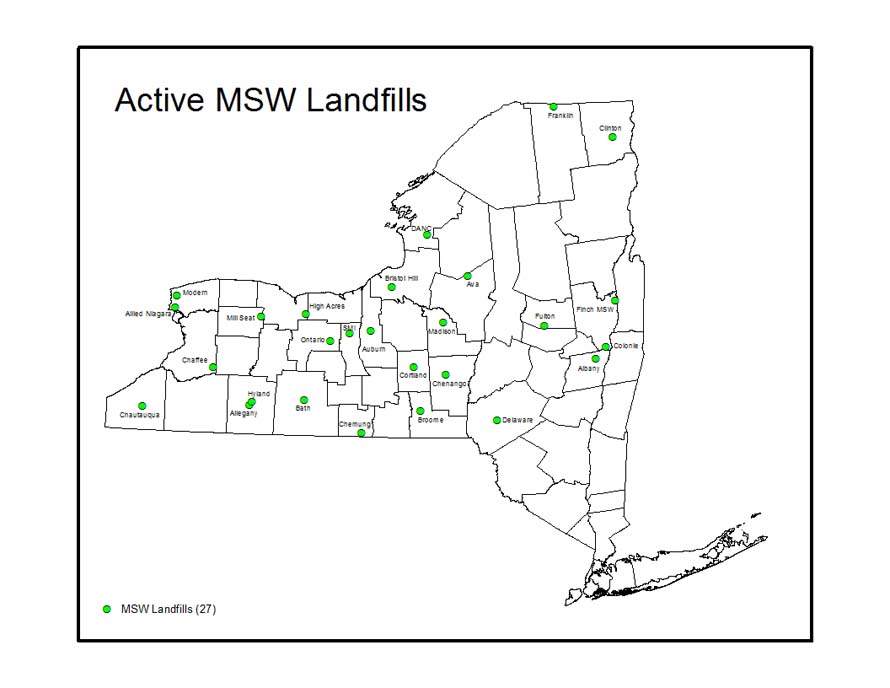 Active MSW Landfills
Franklin
Clinton
DANC
Bristol Hill
Ava
Modern
Allied Niagara
Mill Seat
High Acres
Finch MSW
Fulton
SMI
Madison
Ontario
Auburn
Colonie
Chaffee
Cortland
Albany
Chenango
Hyland
Chautauqua
Allegany
Bath
Chemung
Broome
Delaware
MSW Landfills (27)